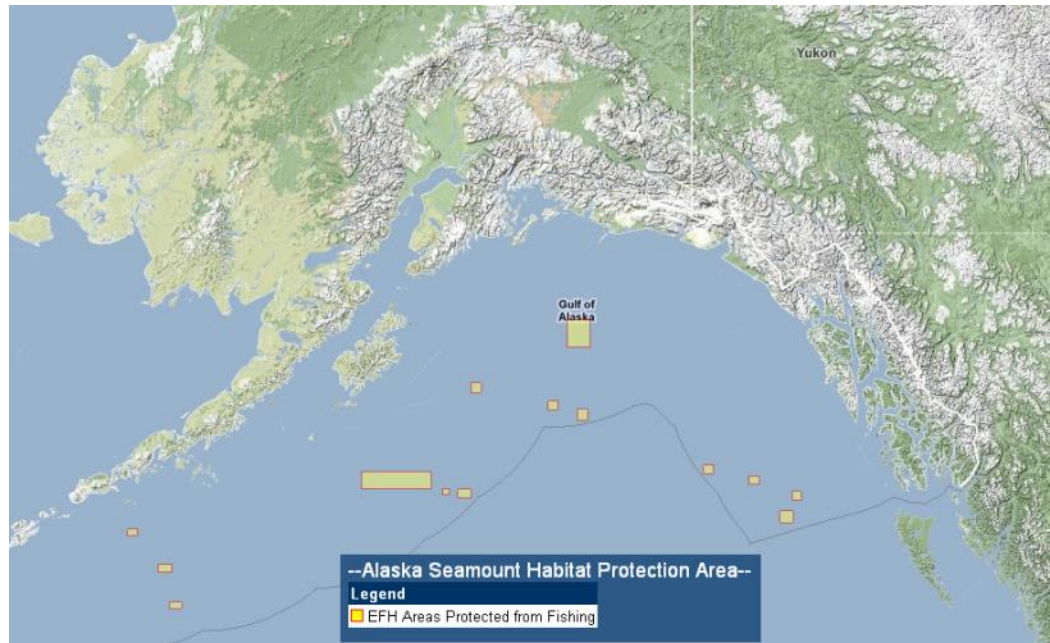 Yukon
Gulf of
Alaska
--Alaska Seamount Habitat Protection Area--
Legend
EFH Areas Protected from Fishing